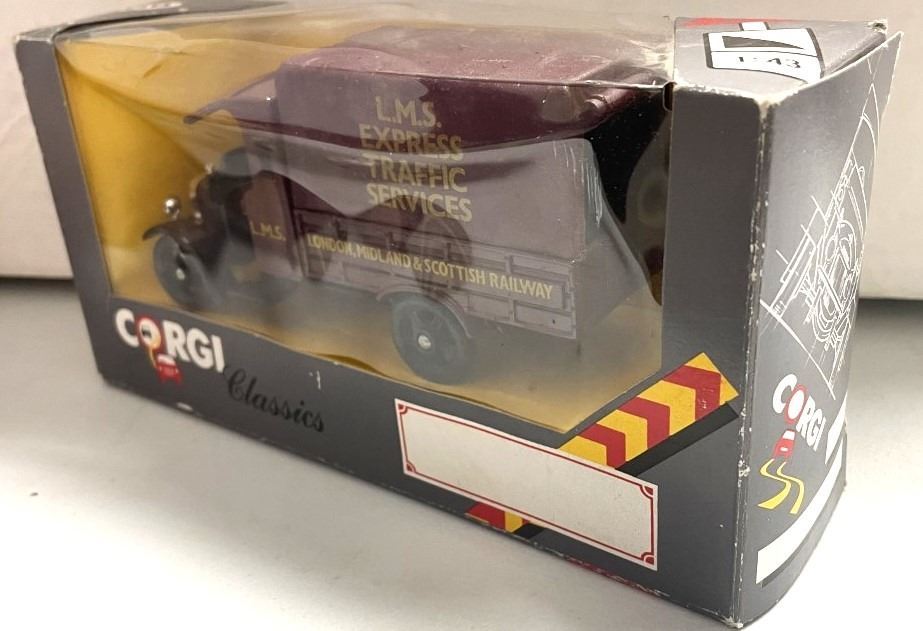 1:43
L.M.S.
EXPRESS
TRAFFIC
SERVICES
L.M.S.
LONDON, MIDLAND & SCOTTISH RAILWAY
CORGI
Classics
CORGI